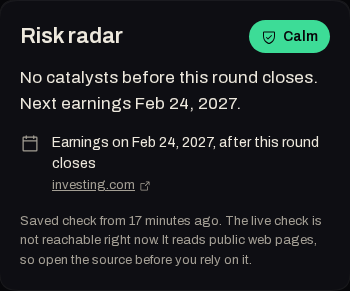 Risk radar
Calm
No catalysts before this round closes.
Next earnings Feb 24, 2027.
Earnings on Feb 24, 2027, after this round
closes
investing.com
Saved check from 17 minutes ago. The live check is
not reachable right now. It reads public web pages,
so open the source before you rely on it.